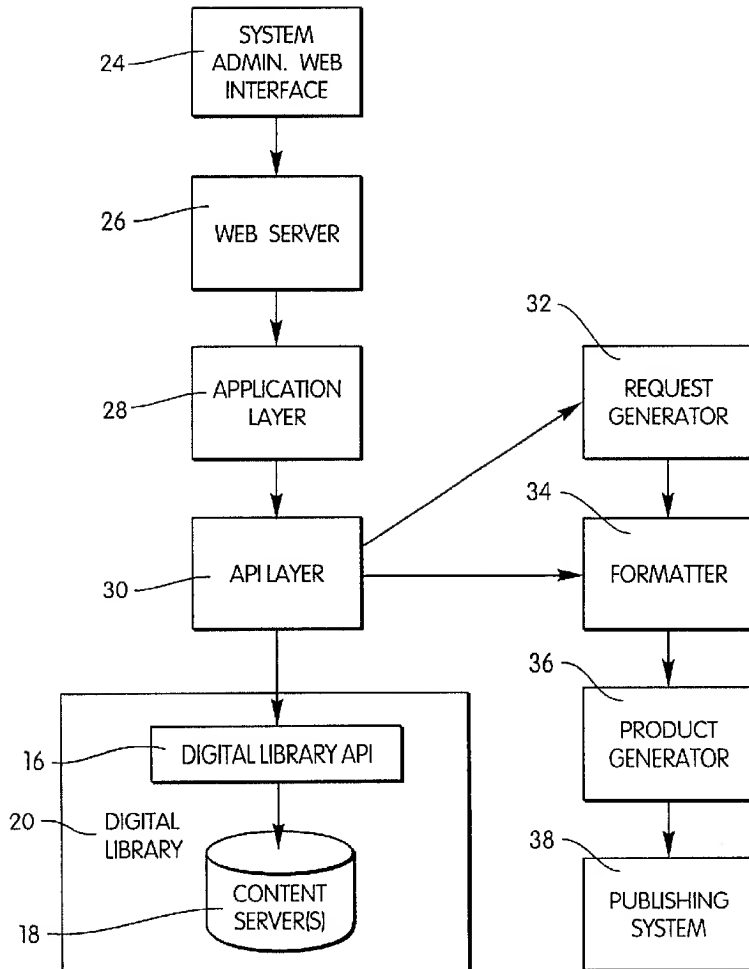 24
SYSTEM
ADMIN. WEB
INTERFACE
26
WEB SERVER
28
APPLICATION
LAYER
30
API LAYER
32
REQUEST
GENERATOR
34
FORMATTER
36
PRODUCT
GENERATOR
38
PUBLISHING
SYSTEM
16
DIGITAL LIBRARY API
20
DIGITAL
LIBRARY
18
CONTENT
SERVER(S)